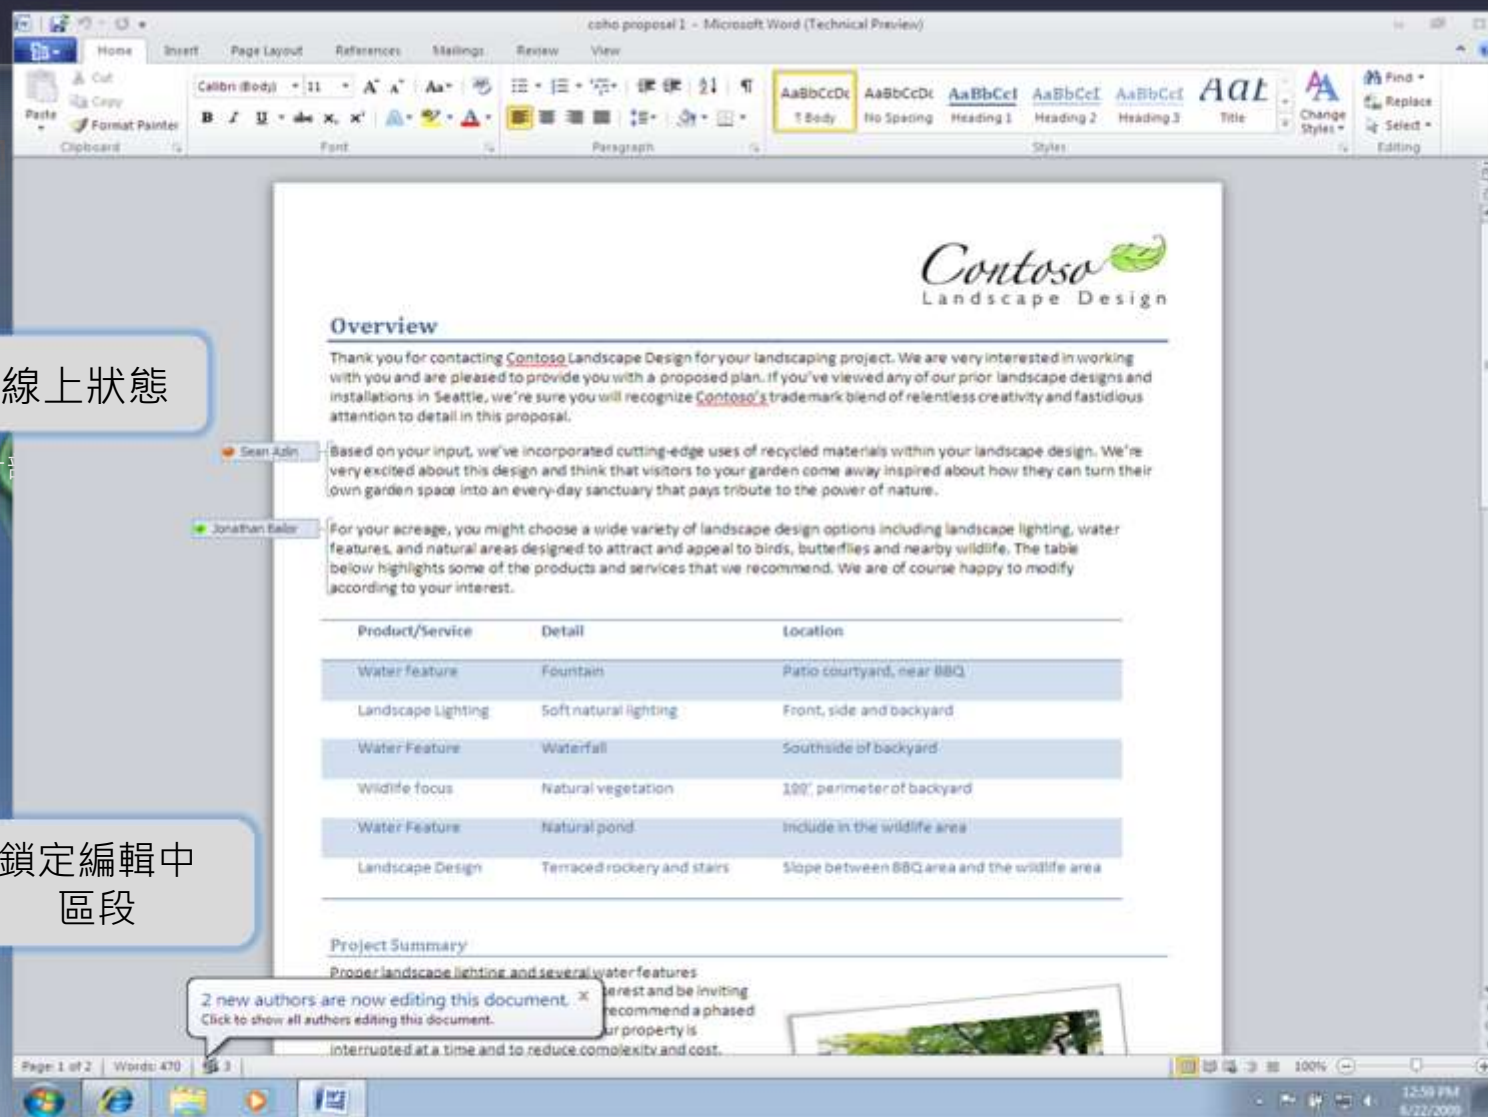 coho proposal 1 - Microsoft Word (Technical Preview)
Home Insert Page Layout References Mailings Review View
Cut
Copy
Paste
Format Painter
Clipboard
Calibri (Body) 11
Font
Paragraph
AaBbCcDc AaBbCcDc AaBbCcI AaBbCcI AaBbCcI Aat
¶ Body No Spacing Heading 1 Heading 2 Heading 3 Title
Styles
Change Styles
Find
Replace
Select
Editing
Contoso
Landscape Design
Overview
Thank you for contacting Contoso Landscape Design for your landscaping project. We are very interested in working
with you and are pleased to provide you with a proposed plan. If you've viewed any of our prior landscape designs and
installations in Seattle, we're sure you will recognize Contoso's trademark blend of relentless creativity and fastidious
attention to detail in this proposal.
線上狀態
Sean Azlin
Based on your input, we've incorporated cutting-edge uses of recycled materials within your landscape design. We're
very excited about this design and think that visitors to your garden come away inspired about how they can turn their
own garden space into an every-day sanctuary that pays tribute to the power of nature.
Jonathan Bailor
For your acreage, you might choose a wide variety of landscape design options including landscape lighting, water
features, and natural areas designed to attract and appeal to birds, butterflies and nearby wildlife. The table
below highlights some of the products and services that we recommend. We are of course happy to modify
according to your interest.
Product/Service Detail Location
Water feature Fountain Patio courtyard, near BBQ
Landscape Lighting Soft natural lighting Front, side and backyard
Water Feature Waterfall Southside of backyard
Wildlife focus Natural vegetation 100', perimeter of backyard
Water Feature Natural pond Include in the wildlife area
Landscape Design Terraced rockery and stairs Slope between BBQ area and the wildlife area
鎖定編輯中
區段
Project Summary
Proper landscape lighting and several water features
erest and be inviting
recommend a phased
ur property is
interrupted at a time and to reduce complexity and cost.
2 new authors are now editing this document.
Click to show all authors editing this document.
Page: 1 of 2 Words: 470 3
100%
12:59 PM
8/22/2009